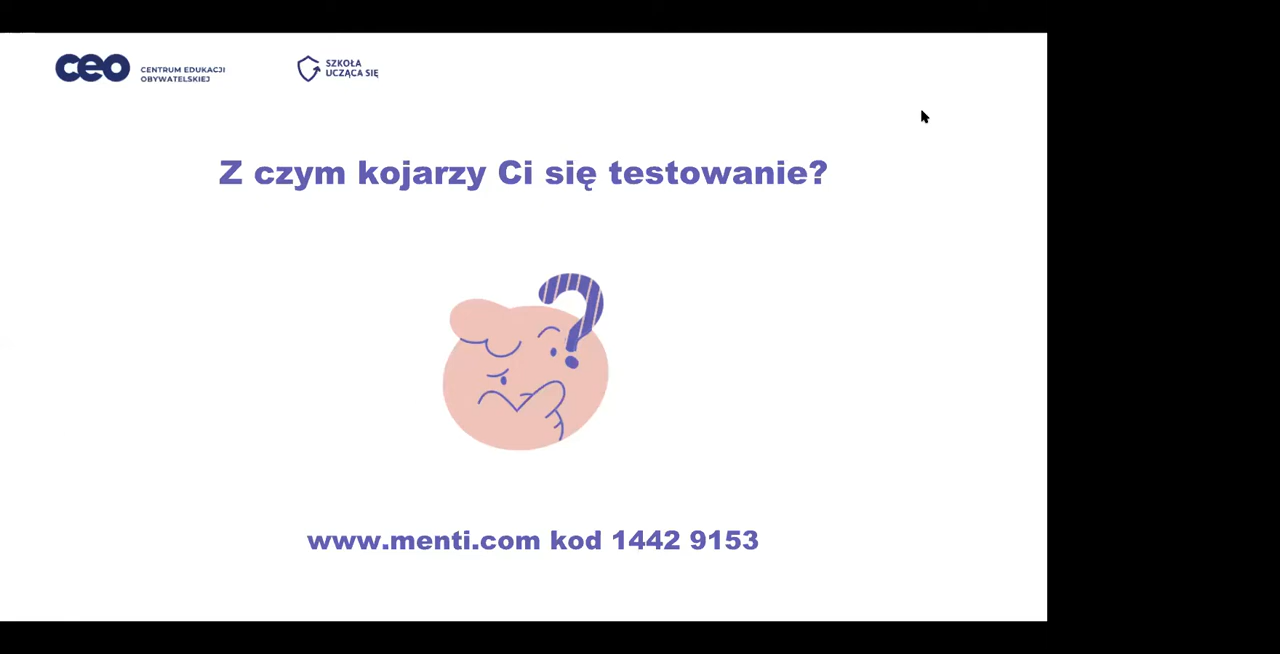 ceo
CENTRUM EDUKACJI
OBYWATELSKIEJ
SZKOŁA
UCZĄCA SIĘ
Z czym kojarzy Ci się testowanie?
?
www.menti.com kod 1442 9153